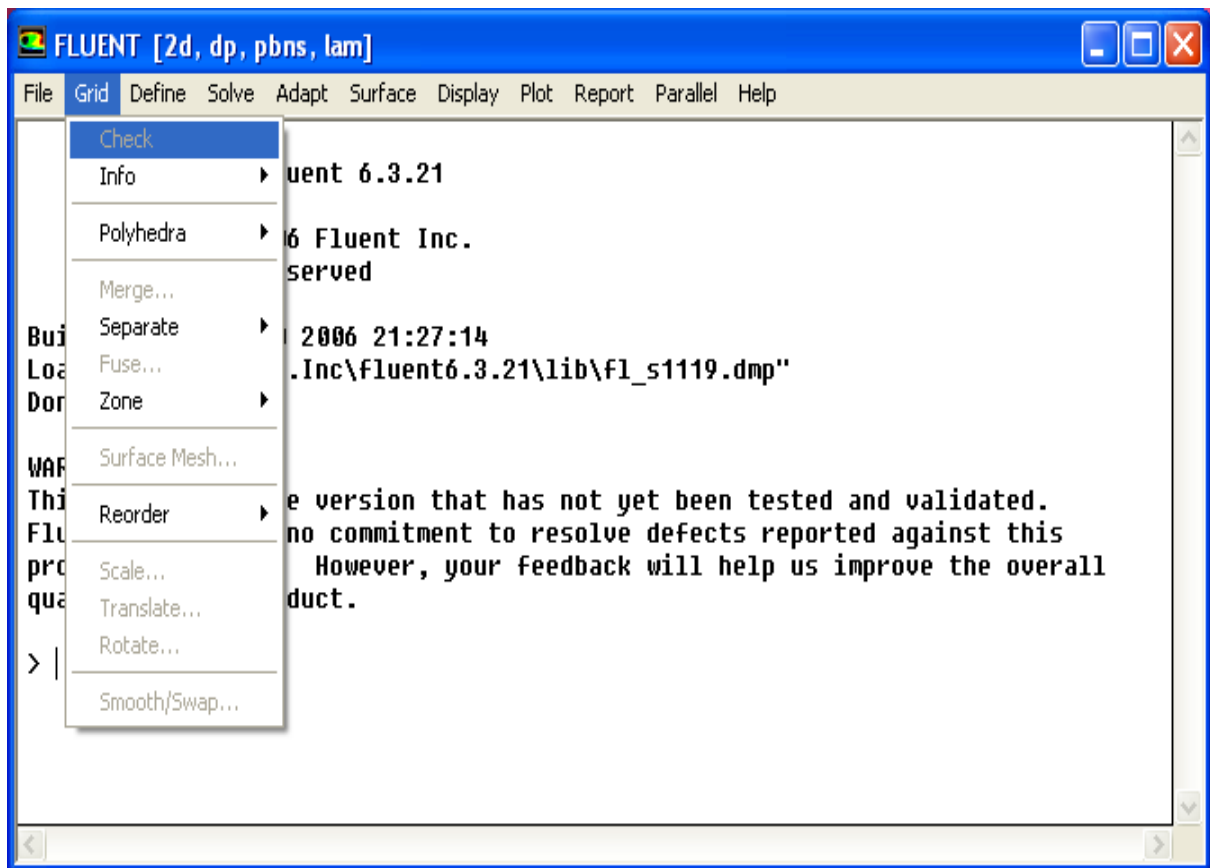 FLUENT [2d, dp, pbns, lam]
File Grid Define Solve Adapt Surface Display Plot Report Parallel Help
Check
Info
Polyhedra
Merge...
Separate
Fuse...
Zone
Surface Mesh...
Reorder
Scale...
Translate...
Rotate...
Smooth/Swap...
uent 6.3.21
6 Fluent Inc.
served
Bui 2006 21:27:14
Loa .Inc\fluent6.3.21\lib\fl_s1119.dmp"
Don
WAR
Thi e version that has not yet been tested and validated.
Flu no commitment to resolve defects reported against this
pro However, your feedback will help us improve the overall
qua duct.
>